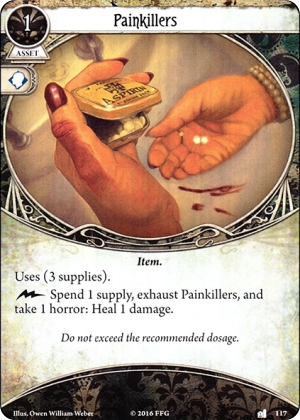 Painkillers
1
ASSET
ASPIRIN
Item.
Uses (3 supplies).
Spend 1 supply, exhaust Painkillers, and
take 1 horror: Heal 1 damage.
Do not exceed the recommended dosage.
Illus. Owen William Weber
© 2016 FFG
117